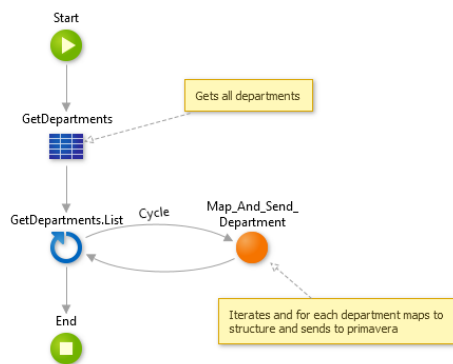 Start
Gets all departments
GetDepartments
GetDepartments.List
Cycle
Map_And_Send_
Department
Iterates and for each department maps to
structure and sends to primavera
End